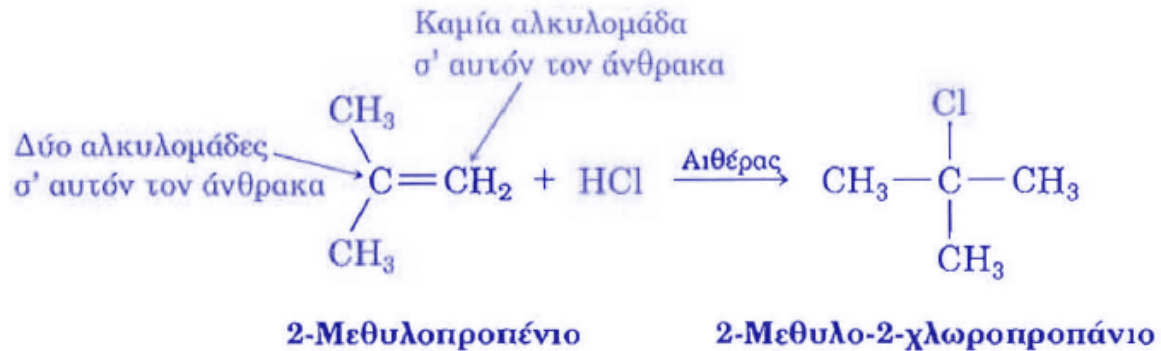 Καμία αλκυλομάδα
σ' αυτόν τον άνθρακα
Δύο αλκυλομάδες
σ' αυτόν τον άνθρακα
CH₃
C=CH₂ + HCl
CH₃
Αιθέρας
Cl
CH₃—C—CH₃
CH₃
2-Μεθυλοπροπένιο
2-Μεθυλο-2-χλωροπροπάνιο